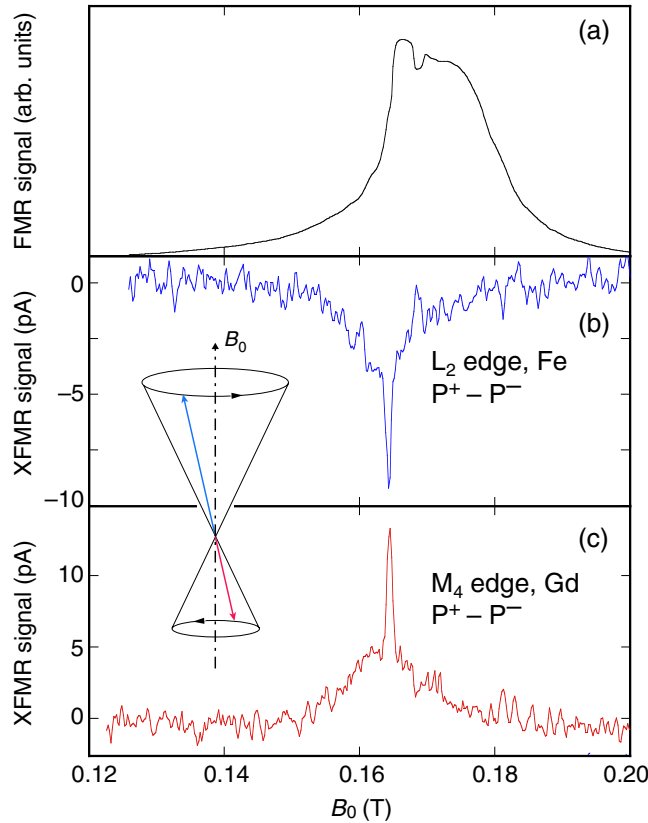 (a)
FMR signal (arb. units)
0
−5
−10
XFMR signal (pA)
(b)
L₂ edge, Fe
P⁺ – P⁻
B₀
(c)
M₄ edge, Gd
P⁺ – P⁻
10
5
0
XFMR signal (pA)
0.12 0.14 0.16 0.18 0.20
B₀ (T)